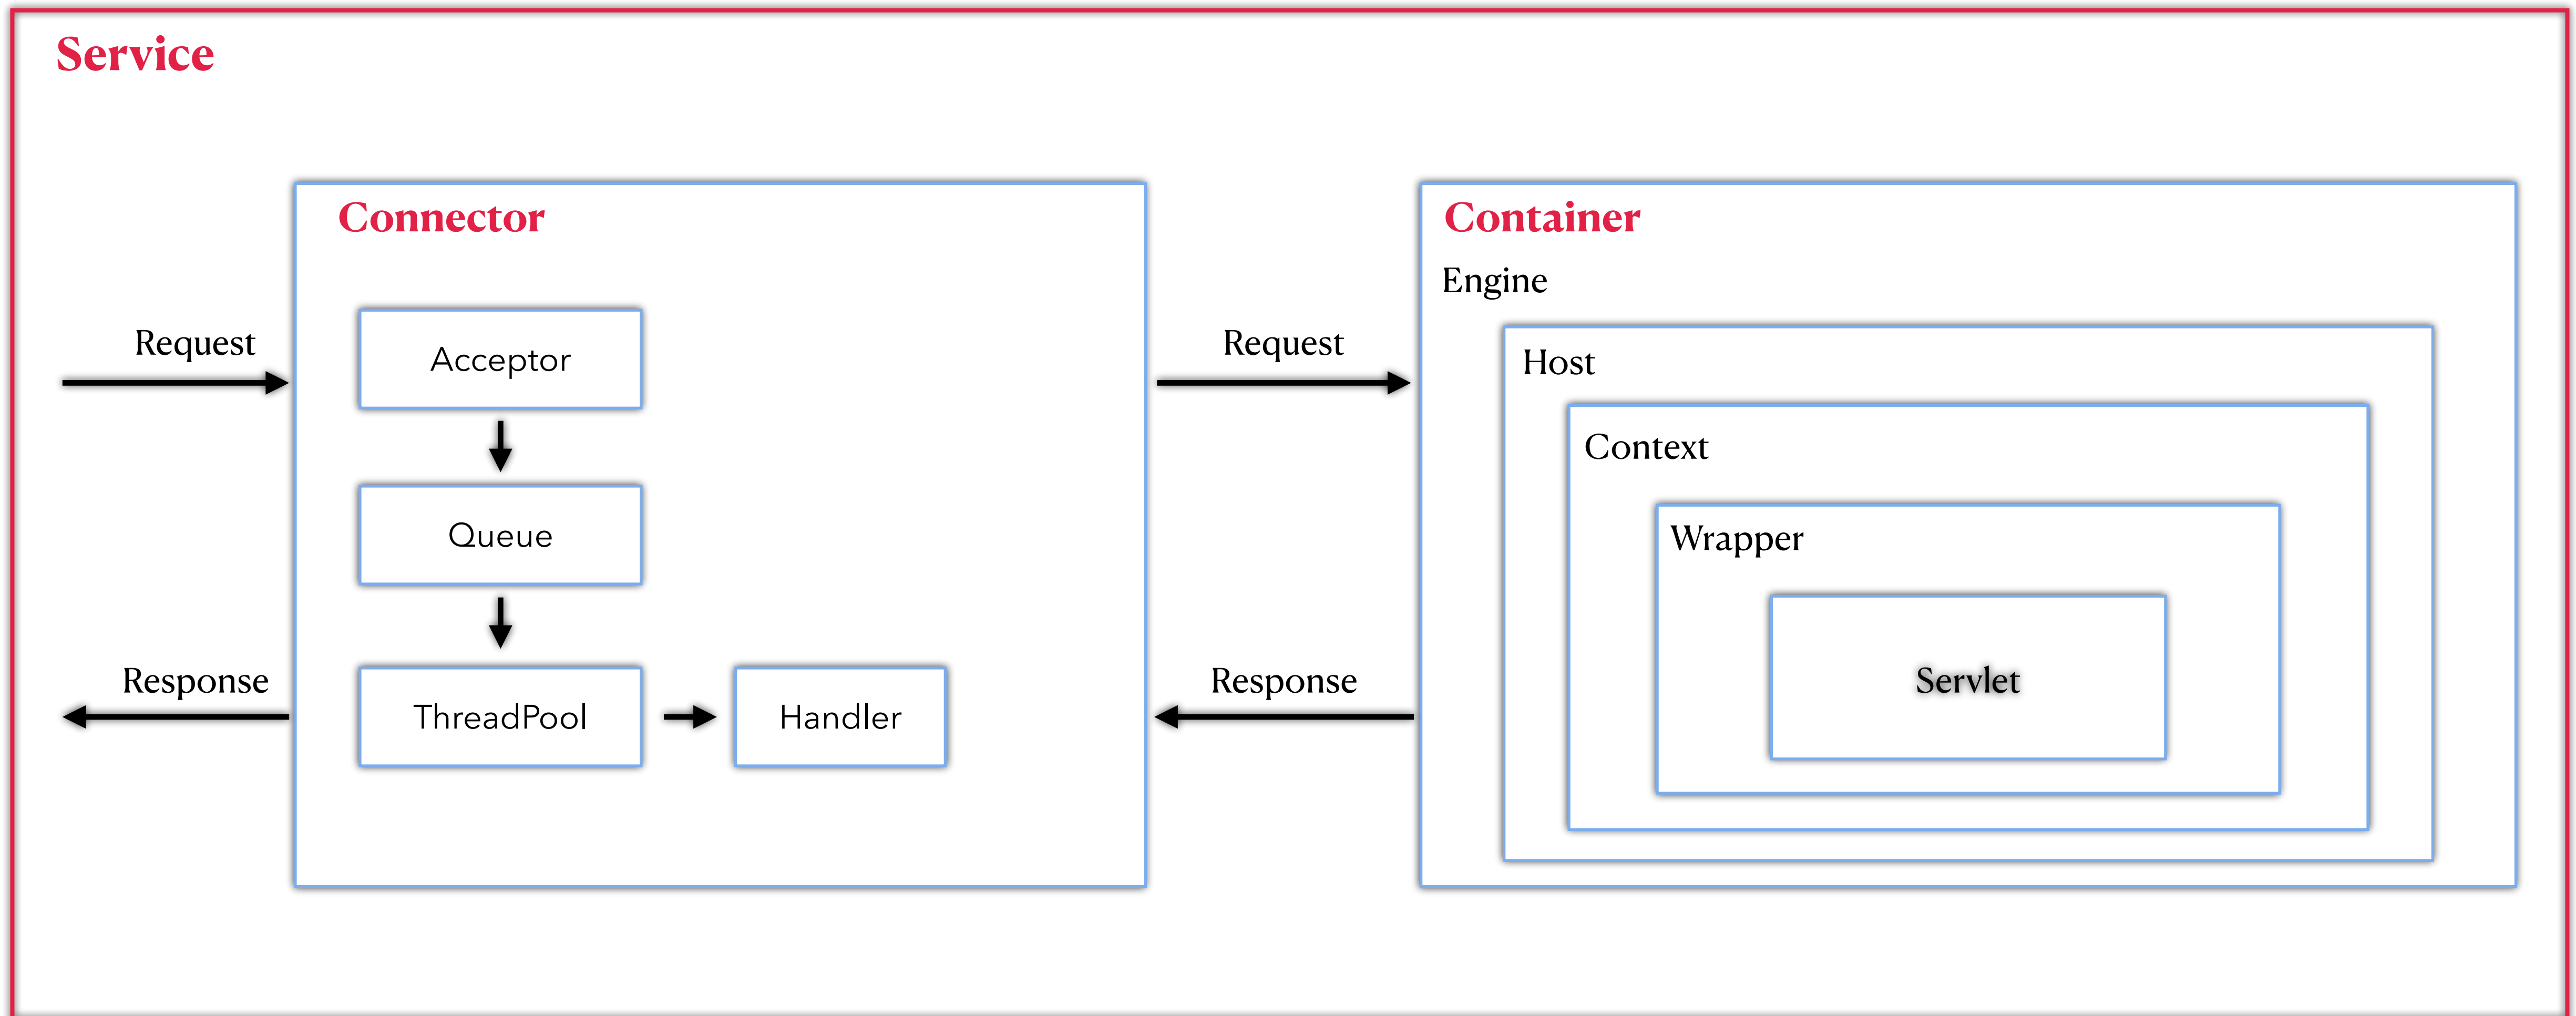 Service
Connector
Container
Engine
Request
Acceptor
Request
Host
Context
Queue
Wrapper
Response
ThreadPool
Handler
Response
Servlet